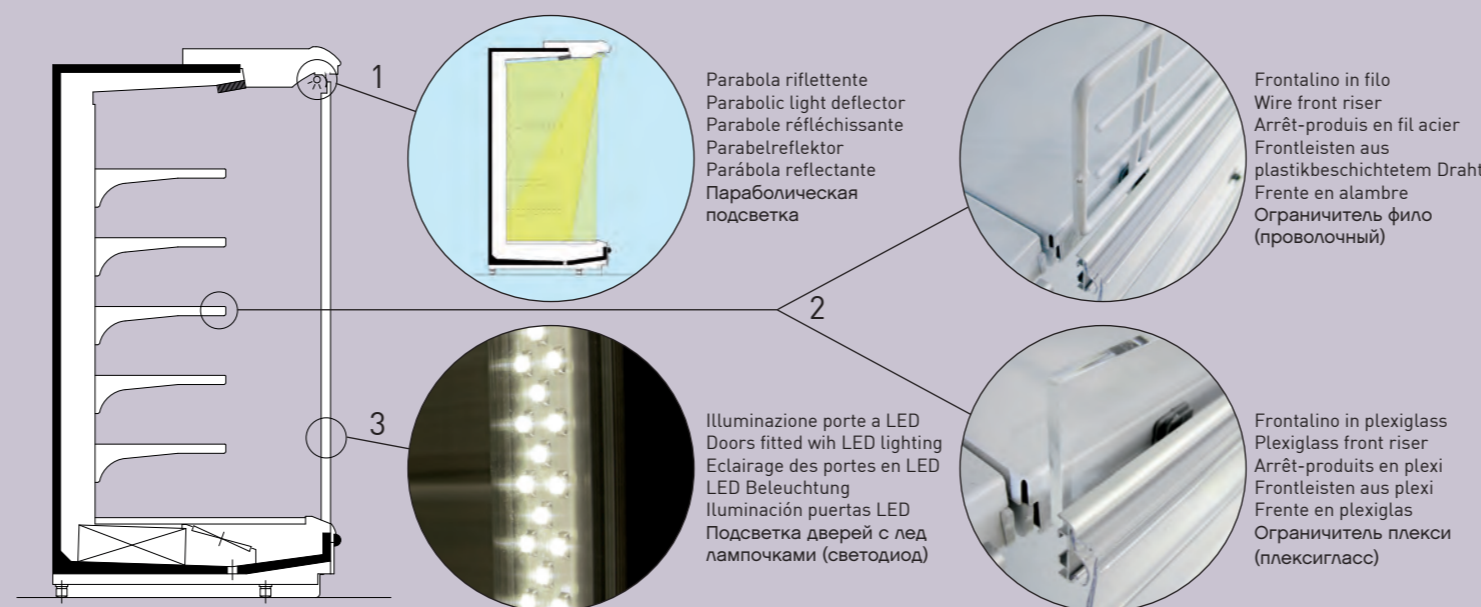 1
Parabola riflettente
Parabolic light deflector
Parabole réfléchissante
Parabelreflektor
Parábola reflectante
Параболическая
подсветка
2
Frontalino in filo
Wire front riser
Arrêt-produis en fil acier
Frontleisten aus
plastikbeschichtetem Draht
Frente en alambre
Ограничитель фило
(проволочный)
3
Illuminazione porte a LED
Doors fitted wih LED lighting
Eclairage des portes en LED
LED Beleuchtung
Iluminación puertas LED
Подсветка дверей с лед
лампочками (светодиод)
Frontalino in plexiglass
Plexiglass front riser
Arrêt-produits en plexi
Frontleisten aus plexi
Frente en plexiglas
Ограничитель плекси
(плексигласс)